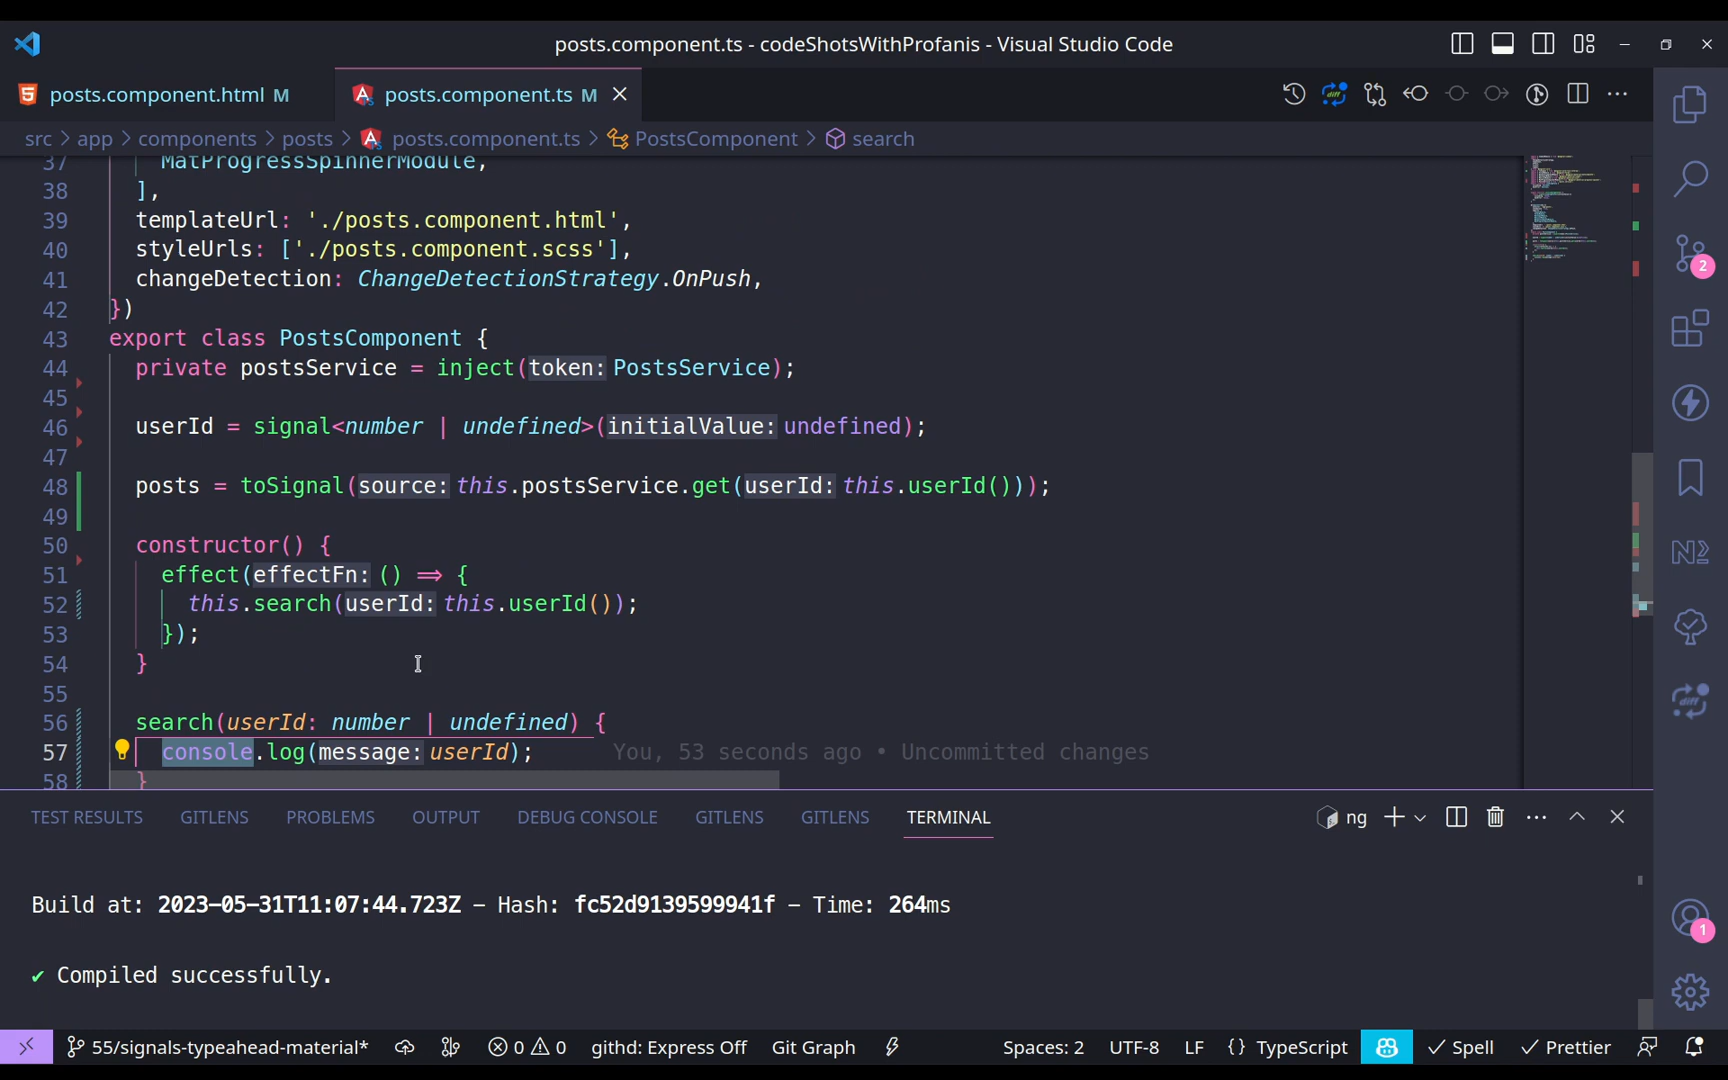 posts.component.ts - codeShotsWithProfanis - Visual Studio Code
posts.component.html M
posts.component.ts M
src > app > components > posts > posts.component.ts > PostsComponent > search
37 MatProgressSpinnerModule,
38 ],
39 templateUrl: './posts.component.html',
40 styleUrls: ['./posts.component.scss'],
41 changeDetection: ChangeDetectionStrategy.OnPush,
42 })
43 export class PostsComponent {
44 private postsService = inject(token: PostsService);
45
46 userId = signal<number | undefined>(initialValue: undefined);
47
48 posts = toSignal(source: this.postsService.get(userId: this.userId()));
49
50 constructor() {
51 effect(effectFn: () => {
52 this.search(userId: this.userId());
53 });
54 }
55
56 search(userId: number | undefined) {
57 console.log(message: userId); You, 53 seconds ago • Uncommitted changes
58 }
2
TEST RESULTS GITLENS PROBLEMS OUTPUT DEBUG CONSOLE GITLENS GITLENS TERMINAL
ng
Build at: 2023-05-31T11:07:44.723Z - Hash: fc52d9139599941f - Time: 264ms
✔ Compiled successfully.
1
55/signals-typeahead-material* 0 0 githd: Express Off Git Graph Spaces: 2 UTF-8 LF {} TypeScript ✓ Spell ✓ Prettier